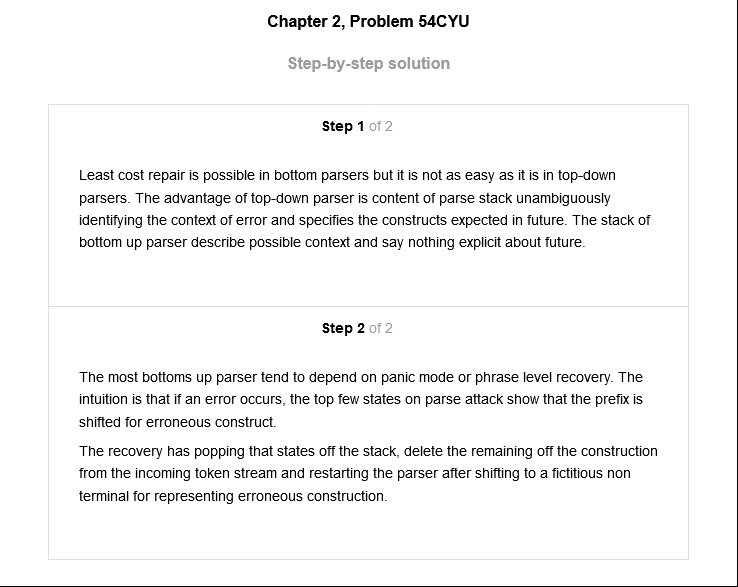 Chapter 2, Problem 54CYU
Step-by-step solution
Step 1 of 2
Least cost repair is possible in bottom parsers but it is not as easy as it is in top-down
parsers. The advantage of top-down parser is content of parse stack unambiguously
identifying the context of error and specifies the constructs expected in future. The stack of
bottom up parser describe possible context and say nothing explicit about future.
Step 2 of 2
The most bottoms up parser tend to depend on panic mode or phrase level recovery. The
intuition is that if an error occurs, the top few states on parse attack show that the prefix is
shifted for erroneous construct.
The recovery has popping that states off the stack, delete the remaining off the construction
from the incoming token stream and restarting the parser after shifting to a fictitious non
terminal for representing erroneous construction.